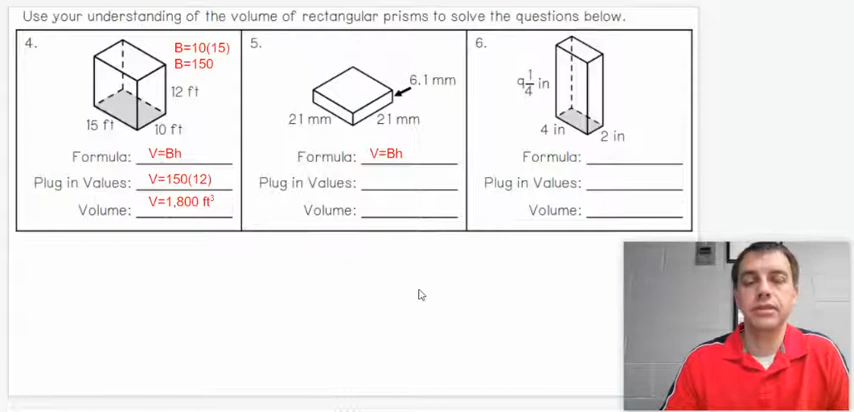 Use your understanding of the volume of rectangular prisms to solve the questions below.
4.
B=10(15)
B=150
12 ft
15 ft
10 ft
Formula: V=Bh
Plug in Values: V=150(12)
Volume: V=1,800 ft³
5.
6.1 mm
21 mm
21 mm
Formula: V=Bh
Plug in Values:
Volume:
6.
9 1/4 in
4 in
2 in
Formula:
Plug in Values:
Volume: